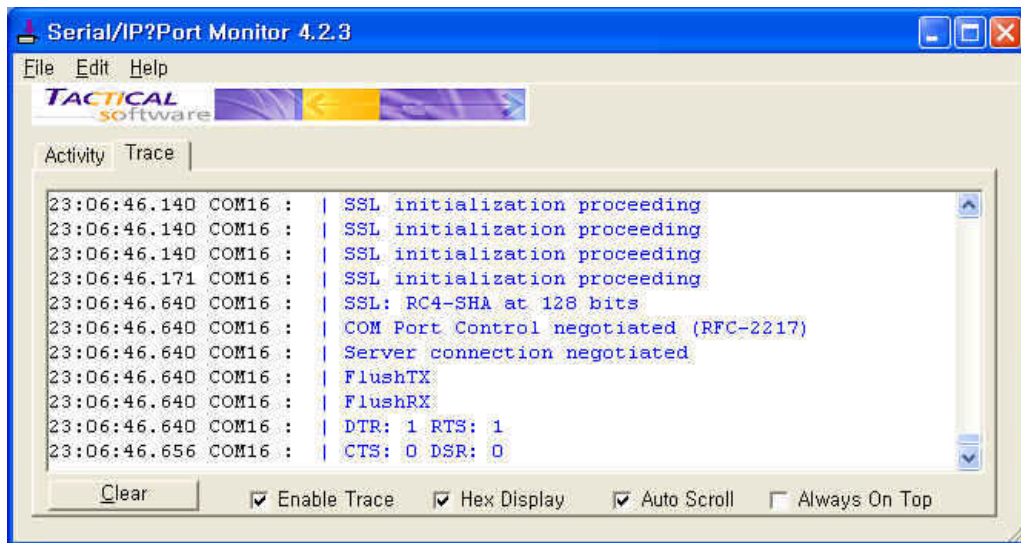 Serial/IP?Port Monitor 4.2.3
File Edit Help
TACTICAL
software
Activity Trace
23:06:46.140 COM16 : | SSL initialization proceeding
23:06:46.140 COM16 : | SSL initialization proceeding
23:06:46.140 COM16 : | SSL initialization proceeding
23:06:46.171 COM16 : | SSL initialization proceeding
23:06:46.640 COM16 : | SSL: RC4-SHA at 128 bits
23:06:46.640 COM16 : | COM Port Control negotiated (RFC-2217)
23:06:46.640 COM16 : | Server connection negotiated
23:06:46.640 COM16 : | FlushTX
23:06:46.640 COM16 : | FlushRX
23:06:46.640 COM16 : | DTR: 1 RTS: 1
23:06:46.656 COM16 : | CTS: 0 DSR: 0
Clear Enable Trace Hex Display Auto Scroll Always On Top